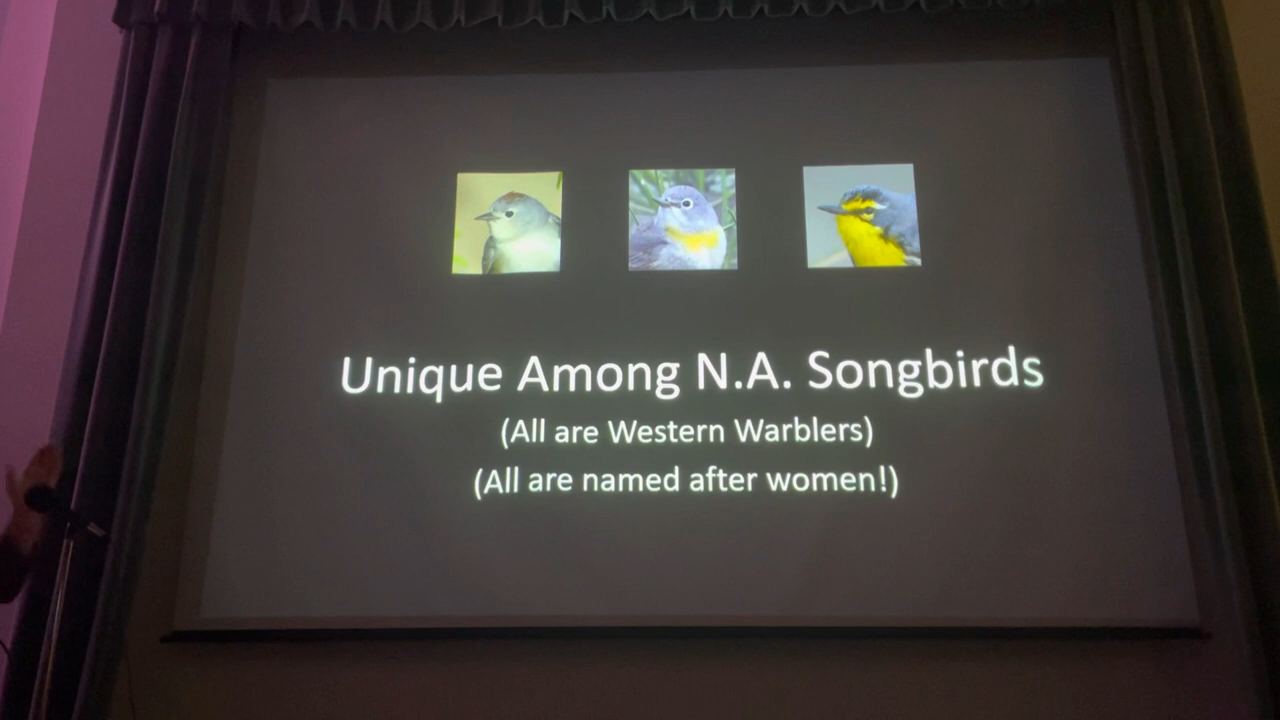 Unique Among N.A. Songbirds
(All are Western Warblers)
(All are named after women!)